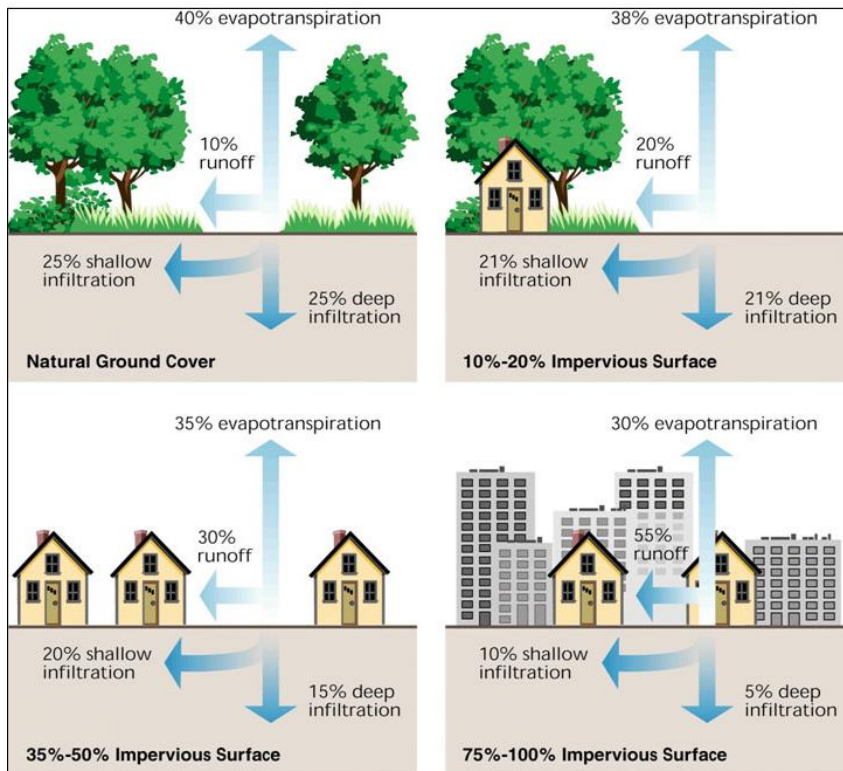 40% evapotranspiration
10%
runoff
25% shallow
infiltration
25% deep
infiltration
Natural Ground Cover
38% evapotranspiration
20%
runoff
21% shallow
infiltration
21% deep
infiltration
10%-20% Impervious Surface
35% evapotranspiration
30%
runoff
20% shallow
infiltration
15% deep
infiltration
35%-50% Impervious Surface
30% evapotranspiration
55%
runoff
10% shallow
infiltration
5% deep
infiltration
75%-100% Impervious Surface